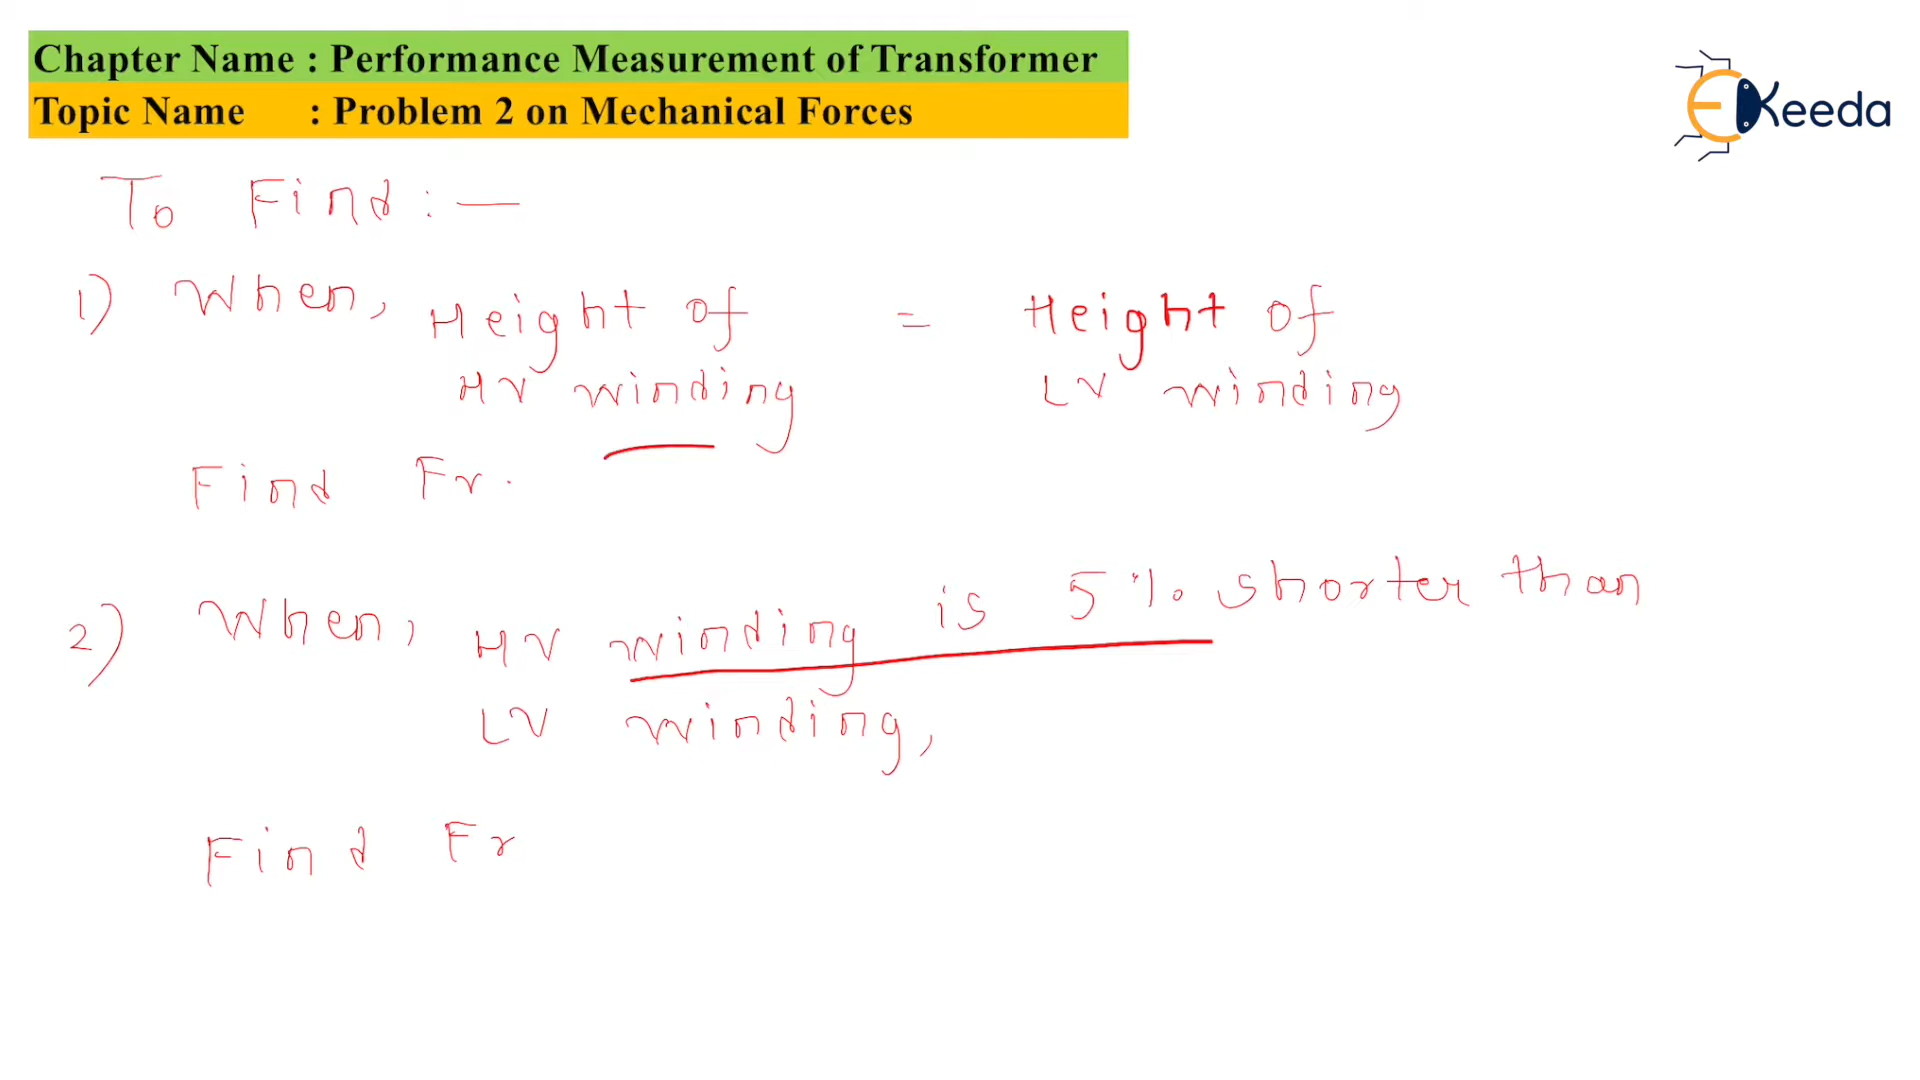 Chapter Name : Performance Measurement of Transformer
Topic Name : Problem 2 on Mechanical Forces
EKeeda
To Find : —
1) When, Height of = Height of
HV winding LV winding
Find Fr.
2) When, HV winding is 5% shorter than
LV winding,
Find Fr